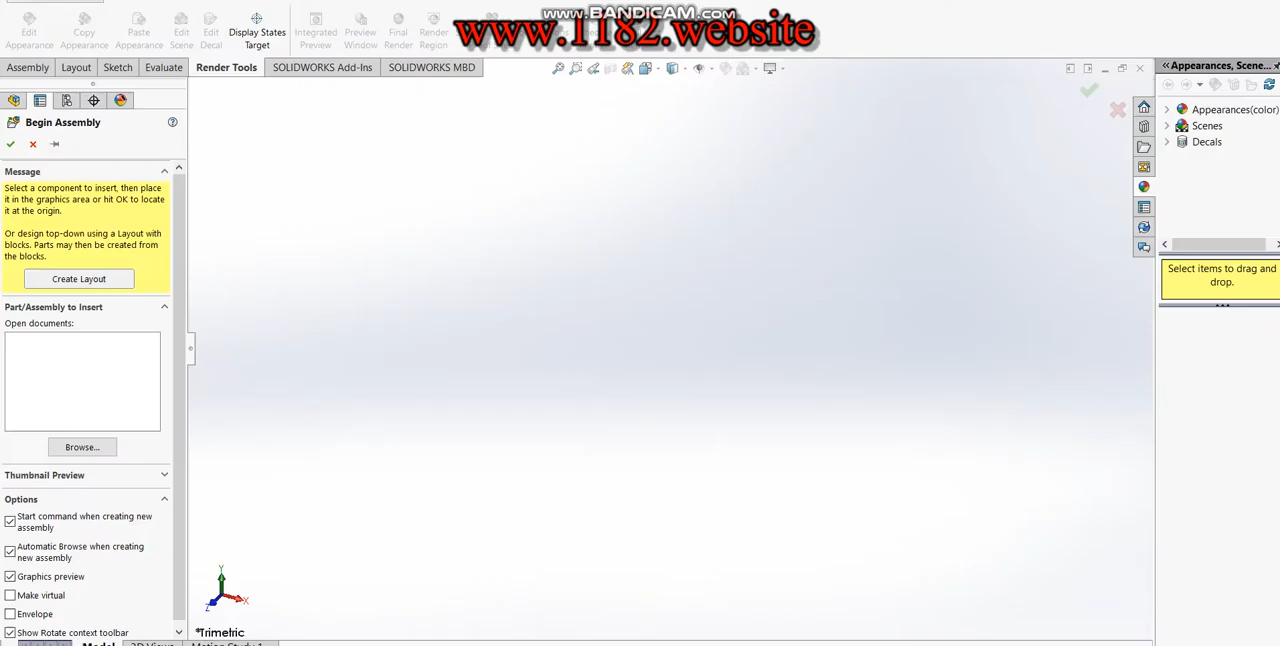 www.BANDICAM.com
www.1182.website
Edit Appearance
Copy Appearance
Paste Appearance
Edit Scene
Edit Decal
Display States Target
Integrated Preview
Preview Window
Final Render
Render Region
Assembly
Layout
Sketch
Evaluate
Render Tools
SOLIDWORKS Add-Ins
SOLIDWORKS MBD
Begin Assembly
Message
Select a component to insert, then place
it in the graphics area or hit OK to locate
it at the origin.
Or design top-down using a Layout with
blocks. Parts may then be created from
the blocks.
Create Layout
Part/Assembly to Insert
Open documents:
Browse...
Thumbnail Preview
Options
Start command when creating new
assembly
Automatic Browse when creating
new assembly
Graphics preview
Make virtual
Envelope
Show Rotate context toolbar
Y
X
Z
*Trimetric
Model
3D Views
Motion Study 1
Appearances, Scene...
Appearances(color)
Scenes
Decals
Select items to drag and
drop.